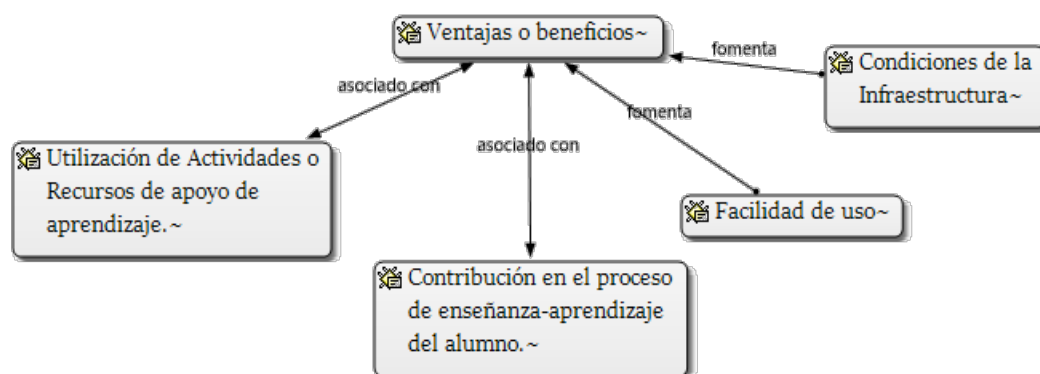 Ventajas o beneficios~
fomenta
Condiciones de la
Infraestructura~
asociado con
fomenta
asociado con
Utilización de Actividades o
Recursos de apoyo de
aprendizaje.~
Facilidad de uso~
Contribución en el proceso
de enseñanza-aprendizaje
del alumno.~